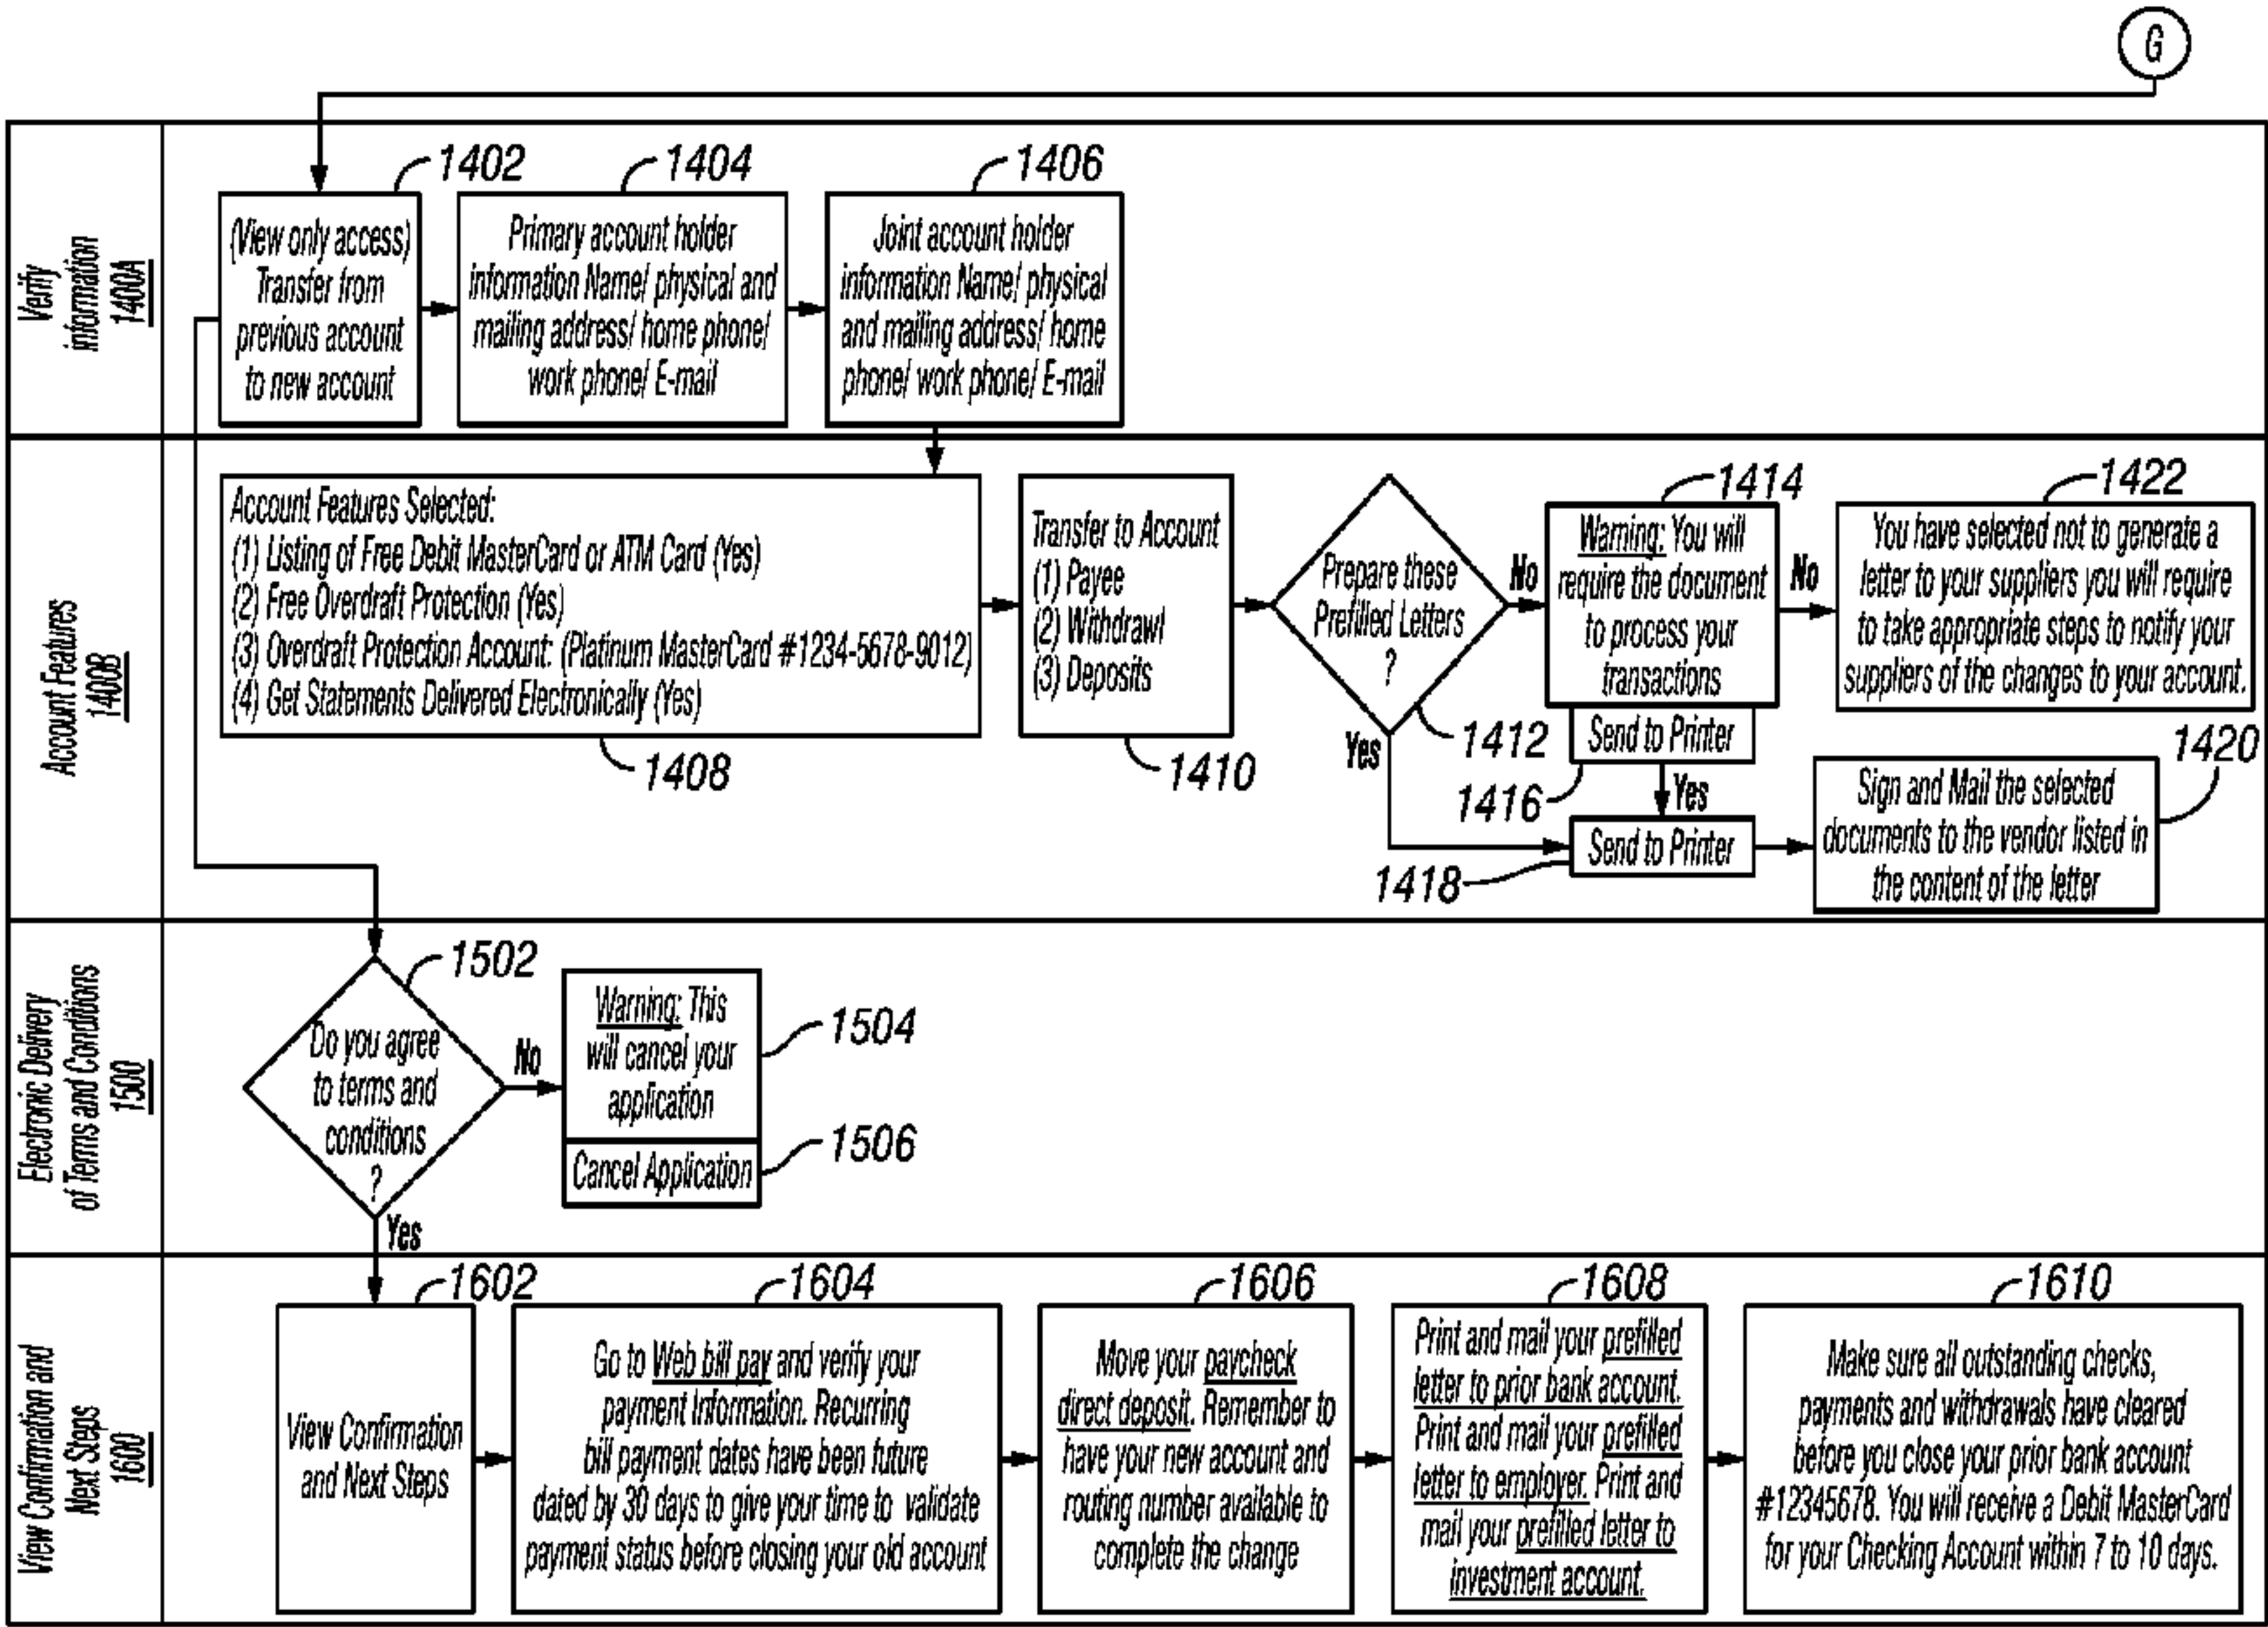 G
Verify
information
1400A
1402
(View only access)
Transfer from
previous account
to new account
1404
Primary account holder
information Name/ physical and
mailing address/ home phone/
work phone/ E-mail
1406
Joint account holder
information Name/ physical
and mailing address/ home
phone/ work phone/ E-mail
Account Features
1400B
Account Features Selected:
(1) Listing of Free Debit MasterCard or ATM Card (Yes)
(2) Free Overdraft Protection (Yes)
(3) Overdraft Protection Account: (Platinum MasterCard #1234-5678-9012)
(4) Get Statements Delivered Electronically (Yes)
1408
Transfer to Account
(1) Payee
(2) Withdrawl
(3) Deposits
1410
Prepare these
Prefilled Letters
?
1412
No
Yes
1414
Warning: You will
require the document
to process your
transactions
Send to Printer
1416
Yes
Send to Printer
1418
No
1422
You have selected not to generate a
letter to your suppliers you will require
to take appropriate steps to notify your
suppliers of the changes to your account.
1420
Sign and Mail the selected
documents to the vendor listed in
the content of the letter
Electronic Delivery
of Terms and Conditions
1500
1502
Do you agree
to terms and
conditions
?
No
Yes
Warning: This
will cancel your
application
1504
Cancel Application
1506
View Confirmation and
Next Steps
1600
1602
View Confirmation
and Next Steps
1604
Go to Web bill pay and verify your
payment Information. Recurring
bill payment dates have been future
dated by 30 days to give your time to validate
payment status before closing your old account
1606
Move your paycheck
direct deposit. Remember to
have your new account and
routing number available to
complete the change
1608
Print and mail your prefilled
letter to prior bank account.
Print and mail your prefilled
letter to employer. Print and
mail your prefilled letter to
investment account.
1610
Make sure all outstanding checks,
payments and withdrawals have cleared
before you close your prior bank account
#12345678. You will receive a Debit MasterCard
for your Checking Account within 7 to 10 days.